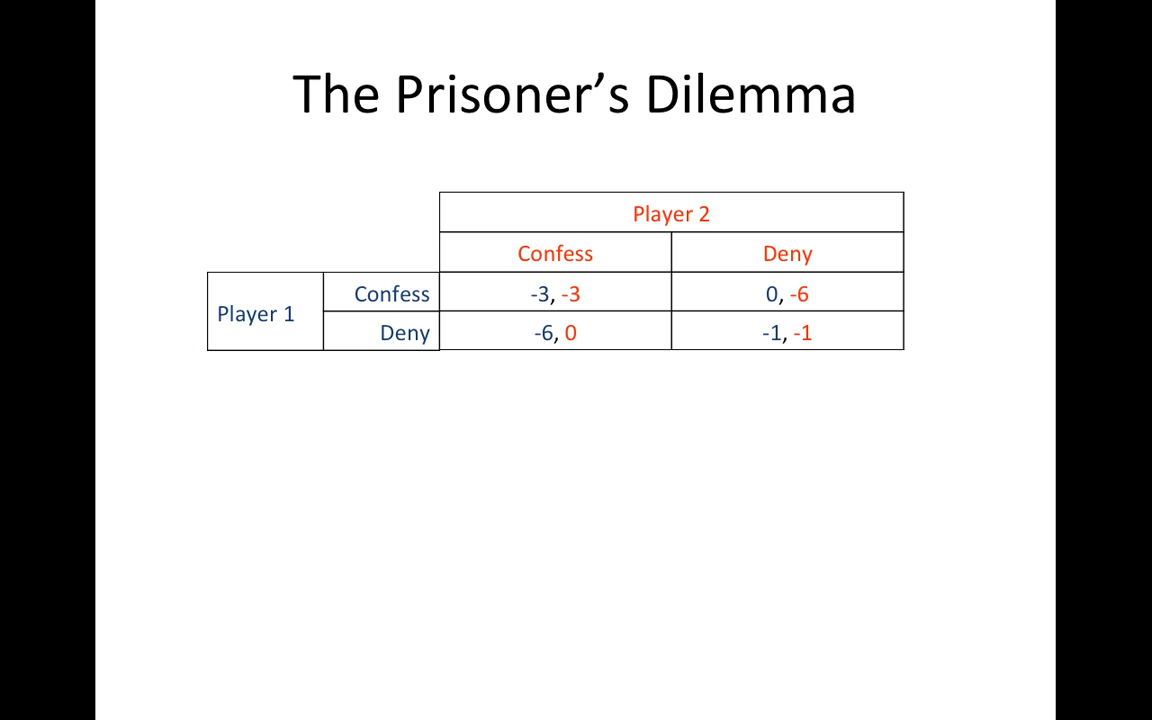 The Prisoner’s Dilemma
Player 2
Confess Deny
Player 1
Confess -3, -3 0, -6
Deny -6, 0 -1, -1